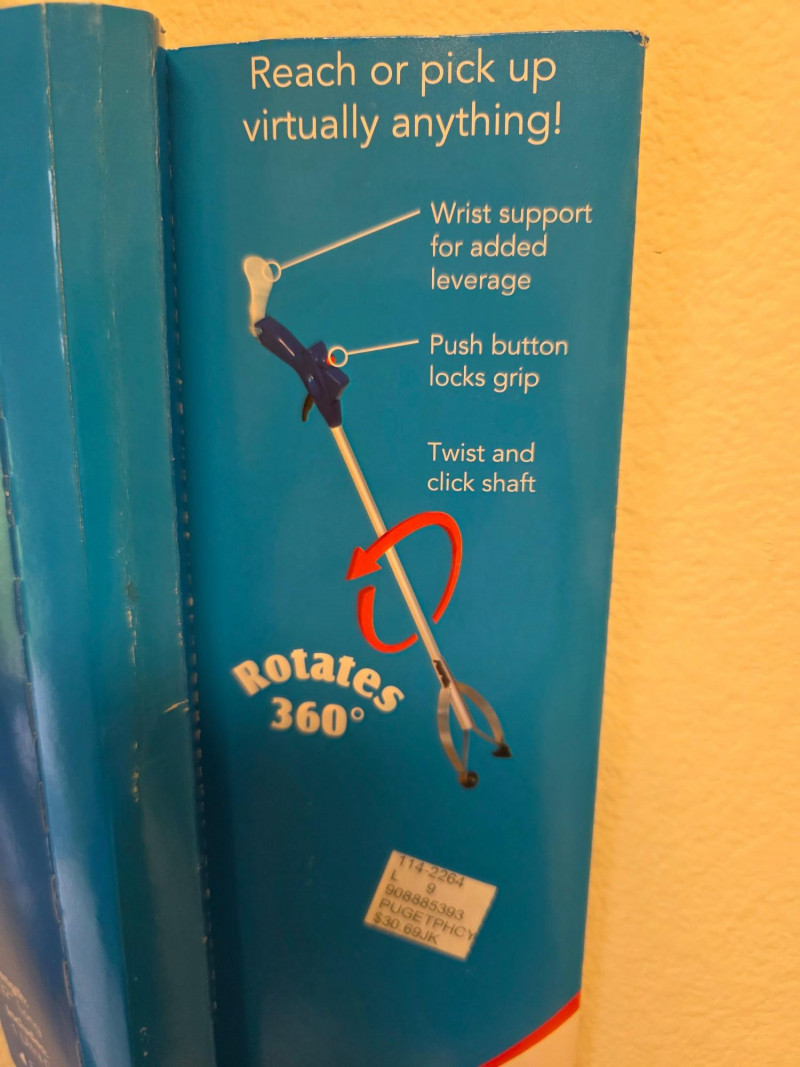 Reach or pick up
virtually anything!
Wrist support
for added
leverage
Push button
locks grip
Twist and
click shaft
Rotates
360°
114-2264
L 9
908885393
PUGETPHCY
$30.69JK